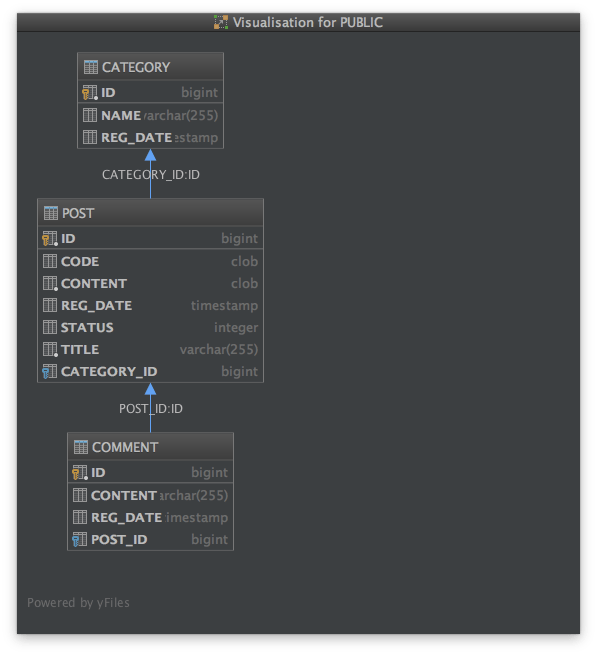 Visualisation for PUBLIC
CATEGORY
ID bigint
NAME varchar(255)
REG_DATE estamp
CATEGORY_ID:ID
POST
ID bigint
CODE clob
CONTENT clob
REG_DATE timestamp
STATUS integer
TITLE varchar(255)
CATEGORY_ID bigint
POST_ID:ID
COMMENT
ID bigint
CONTENT archar(255)
REG_DATE imestamp
POST_ID bigint
Powered by yFiles